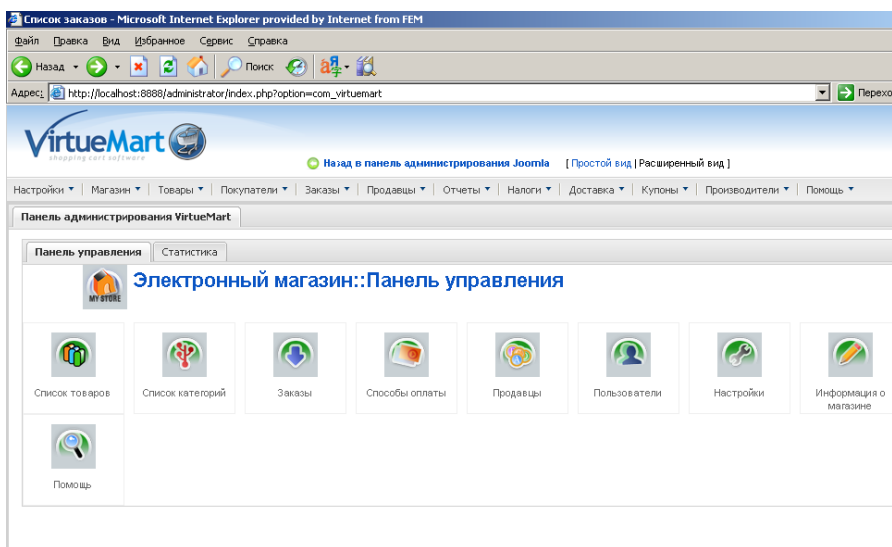 Список заказов - Microsoft Internet Explorer provided by Internet from FEM
Файл Правка Вид Избранное Сервис Справка
Назад Поиск
Адрес: http://localhost:8888/administrator/index.php?option=com_virtuemart Перехо
VirtueMart
shopping cart software
Назад в панель администрирования Joomla [ Простой вид | Расширенный вид ]
Настройки | Магазин | Товары | Покупатели | Заказы | Продавцы | Отчеты | Налоги | Доставка | Купоны | Производители | Помощь
Панель администрирования VirtueMart
Панель управления Статистика
MY STORE
Электронный магазин::Панель управления
Список товаров Список категорий Заказы Способы оплаты Продавцы Пользователи Настройки Информация о
магазине
Помощь